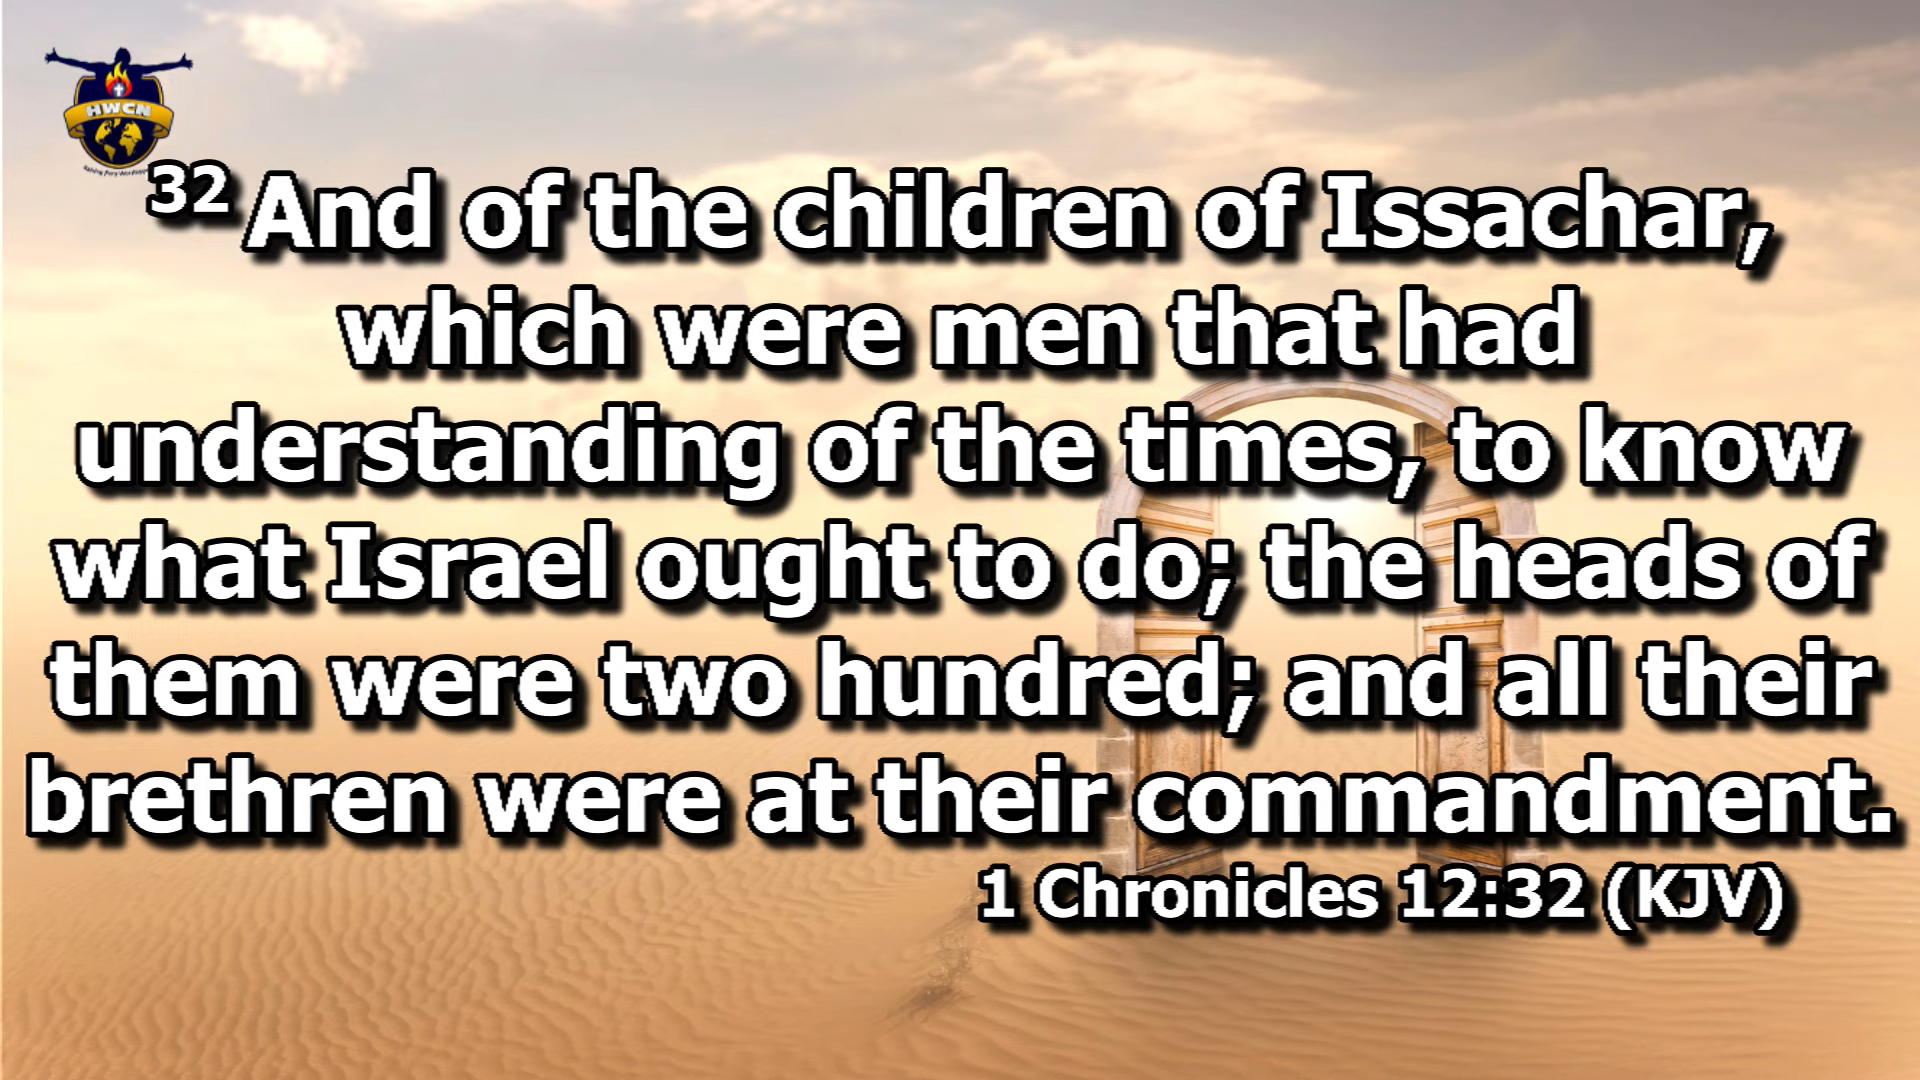 HWCN
32 And of the children of Issachar,
which were men that had
understanding of the times, to know
what Israel ought to do; the heads of
them were two hundred; and all their
brethren were at their commandment.
1 Chronicles 12:32 (KJV)